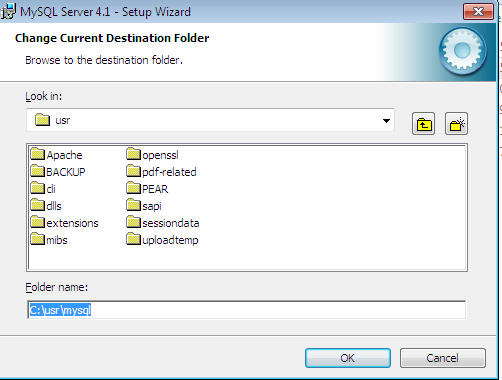 MySQL Server 4.1 - Setup Wizard
Change Current Destination Folder
Browse to the destination folder.
Look in:
usr
Apache
BACKUP
cli
dlls
extensions
mibs
openssl
pdf-related
PEAR
sapi
sessiondata
uploadtemp
Folder name:
C:\usr\mysql
OK
Cancel